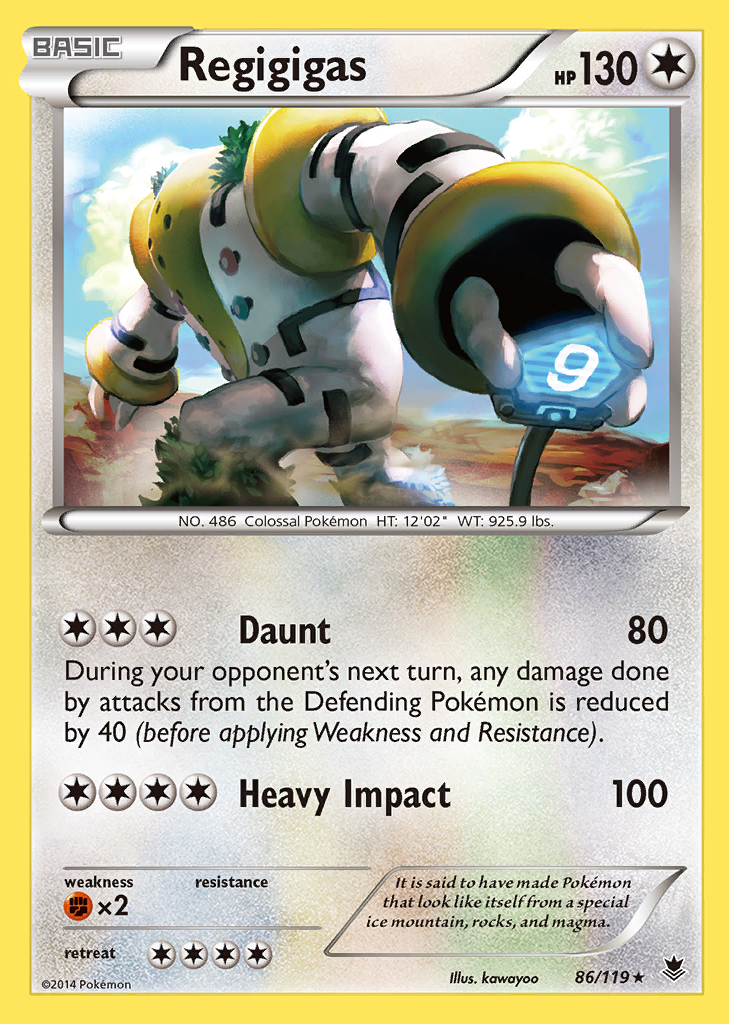 BASIC
Regigigas
HP130
9
NO. 486 Colossal Pokémon HT: 12'02" WT: 925.9 lbs.
Daunt 80
During your opponent's next turn, any damage done
by attacks from the Defending Pokémon is reduced
by 40 (before applying Weakness and Resistance).
Heavy Impact 100
weakness resistance
×2
It is said to have made Pokémon
that look like itself from a special
ice mountain, rocks, and magma.
retreat
Illus. kawayoo 86/119 ★
©2014 Pokémon